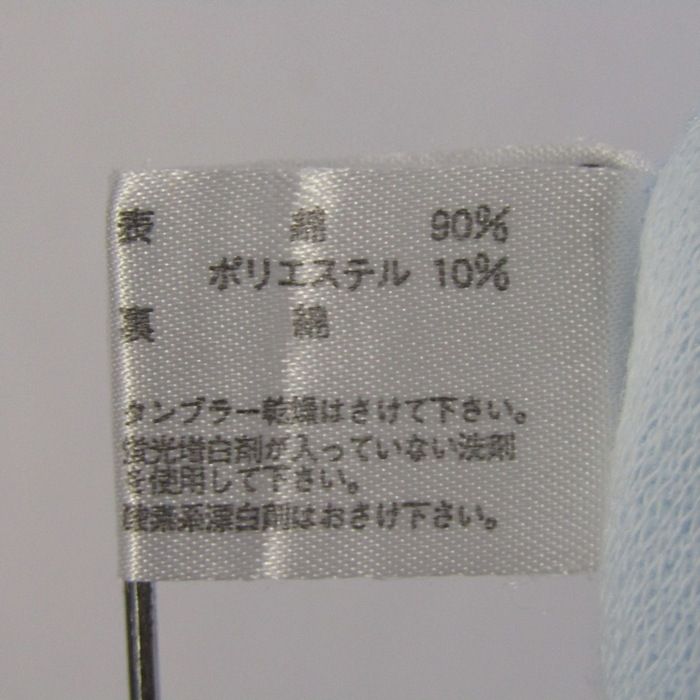 表 綿 90%
ポリエステル 10%
裏 綿
タンブラー乾燥はさけて下さい。
蛍光増白剤が入っていない洗剤
を使用して下さい。
酸素系漂白剤はおさけ下さい。